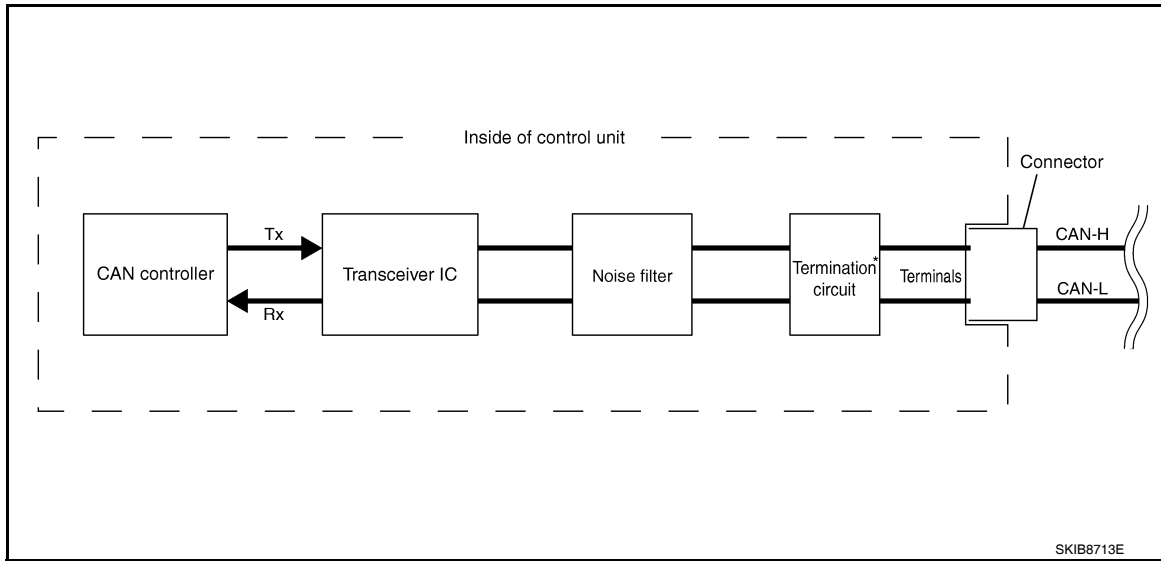 Inside of control unit
Connector
CAN controller
Tx
Rx
Transceiver IC
Noise filter
Termination*
circuit
Terminals
CAN-H
CAN-L
SKIB8713E